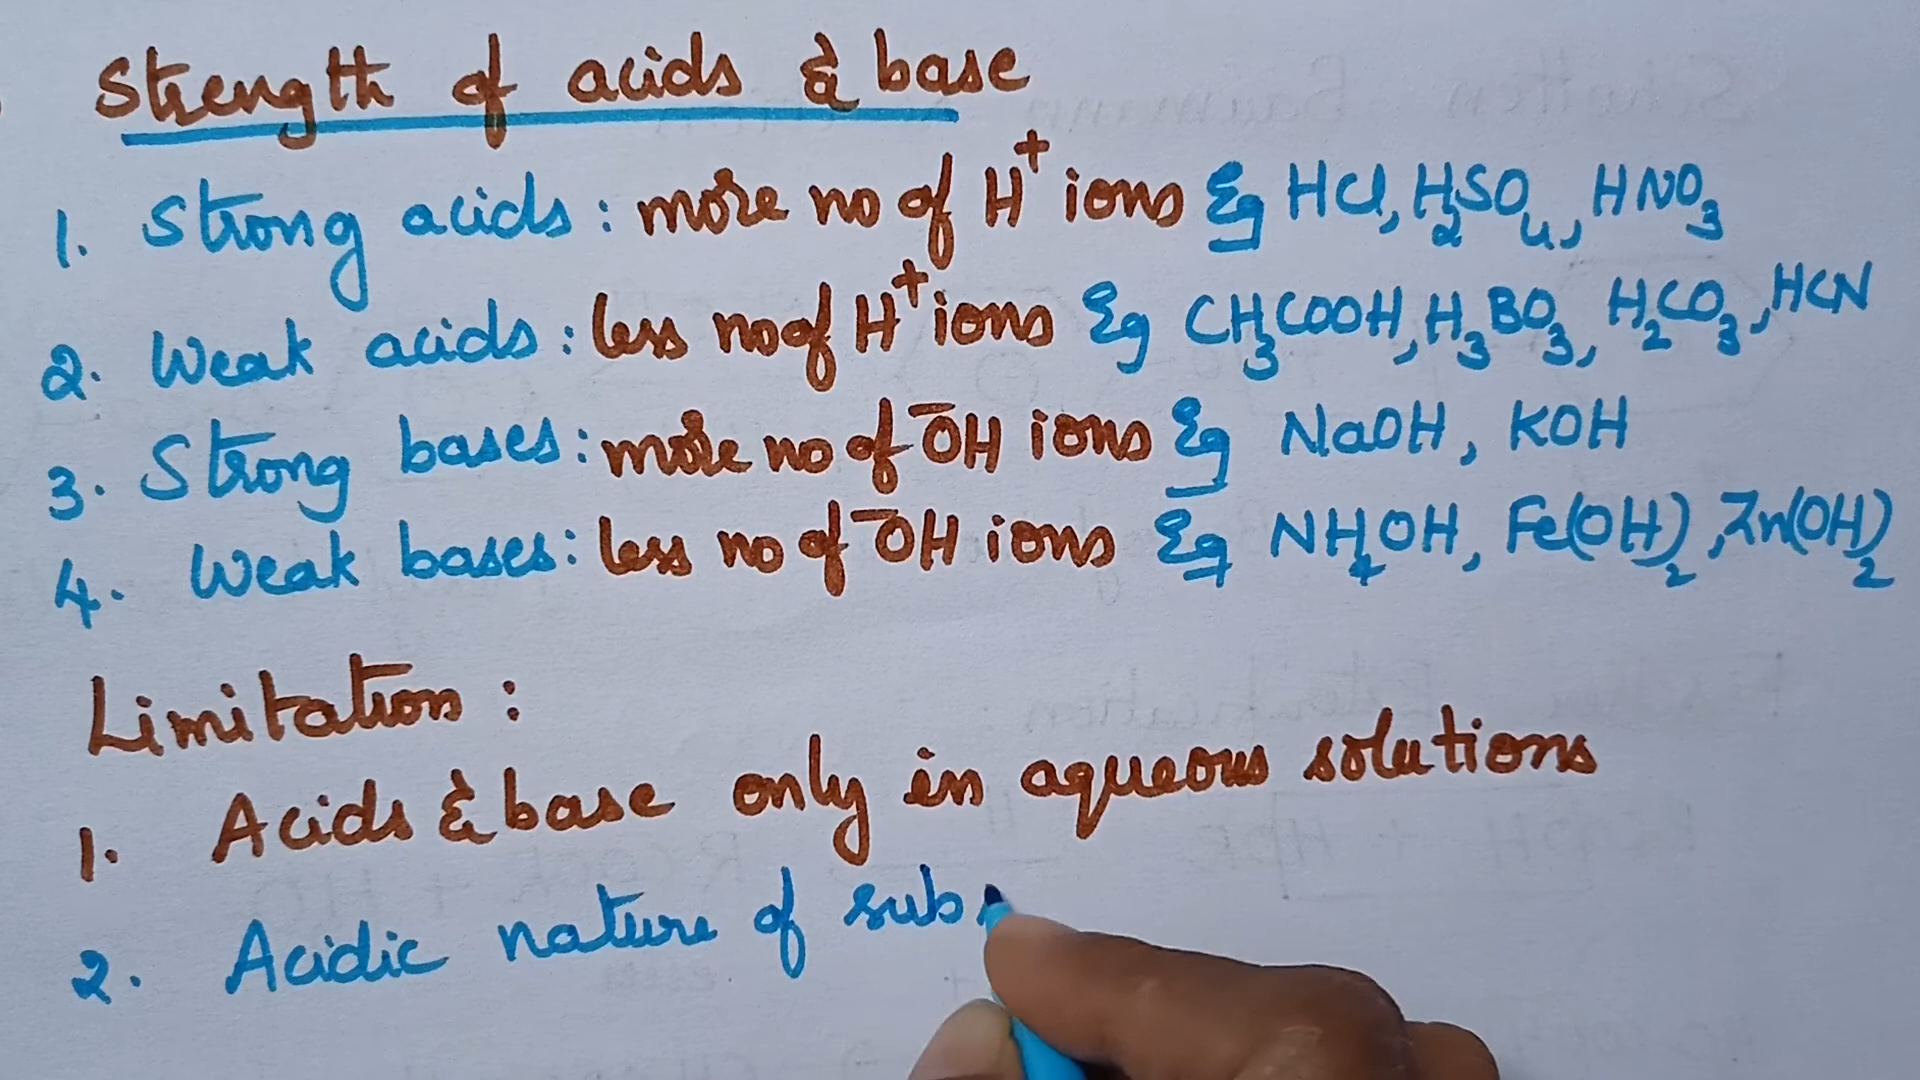 Strength of acids & base
1. Strong acids : more no of H⁺ ions Eg HCl, H₂SO₄, HNO₃
2. Weak acids : less no of H⁺ ions Eg CH₃COOH, H₃BO₃, H₂CO₃, HCN
3. Strong bases : more no of ⁻OH ions Eg NaOH, KOH
4. Weak bases : less no of ⁻OH ions Eg NH₄OH, Fe(OH)₂, Zn(OH)₂
Limitation :
1. Acids & base only in aqueous solutions
2. Acidic nature of subs